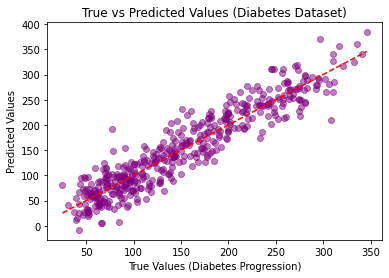 True vs Predicted Values (Diabetes Dataset)
Predicted Values
400
350
300
250
200
150
100
50
0
50 100 150 200 250 300 350
True Values (Diabetes Progression)